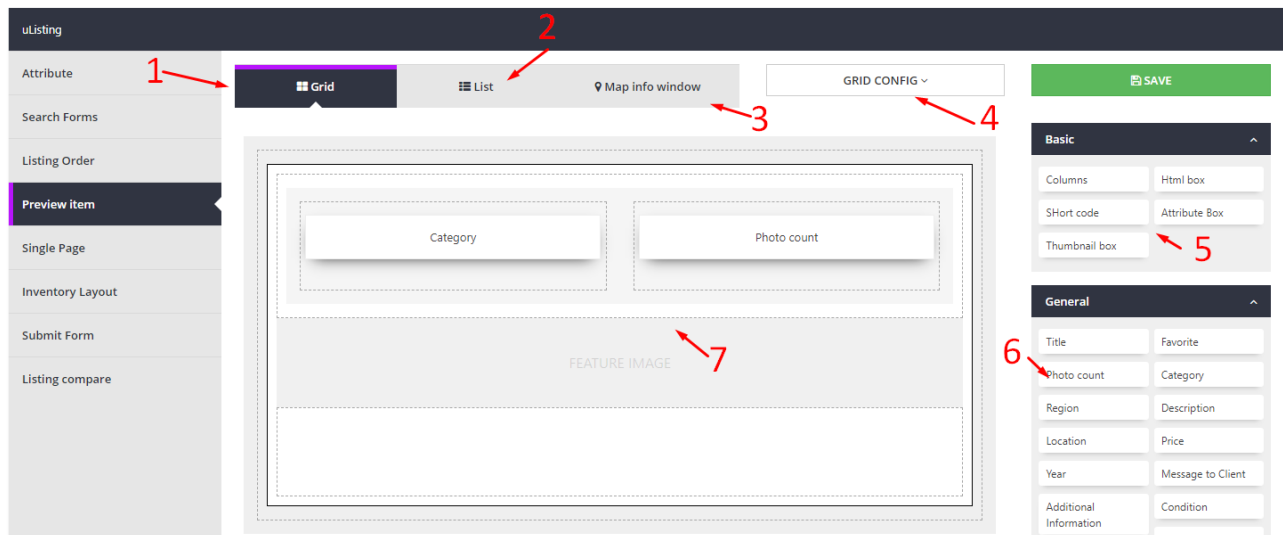 uListing
Attribute
Search Forms
Listing Order
Preview item
Single Page
Inventory Layout
Submit Form
Listing compare
1
2
Grid
List
Map info window
3
GRID CONFIG
4
SAVE
Category
Photo count
FEATURE IMAGE
7
Basic
Columns
Html box
SHort code
Attribute Box
Thumbnail box
5
General
6
Title
Favorite
Photo count
Category
Region
Description
Location
Price
Year
Message to Client
Additional
Information
Condition